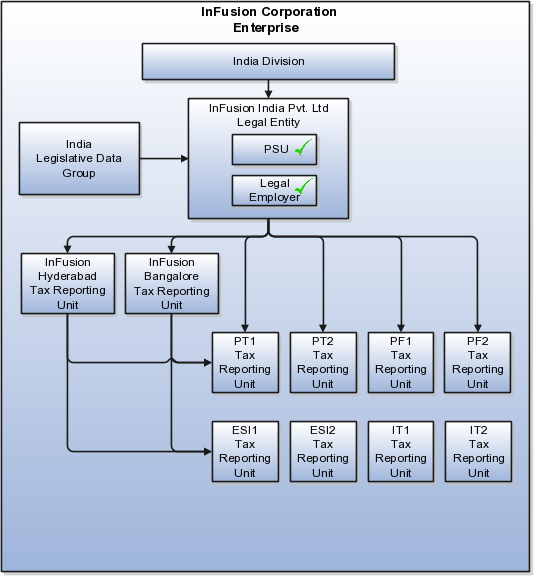 InFusion Corporation
Enterprise
India Division
InFusion India Pvt. Ltd
Legal Entity
PSU
Legal
Employer
India
Legislative Data
Group
InFusion
Hyderabad
Tax Reporting
Unit
InFusion
Bangalore
Tax Reporting
Unit
PT1
Tax
Reporting
Unit
PT2
Tax
Reporting
Unit
PF1
Tax
Reporting
Unit
PF2
Tax
Reporting
Unit
ESI1
Tax
Reporting
Unit
ESI2
Tax
Reporting
Unit
IT1
Tax
Reporting
Unit
IT2
Tax
Reporting
Unit